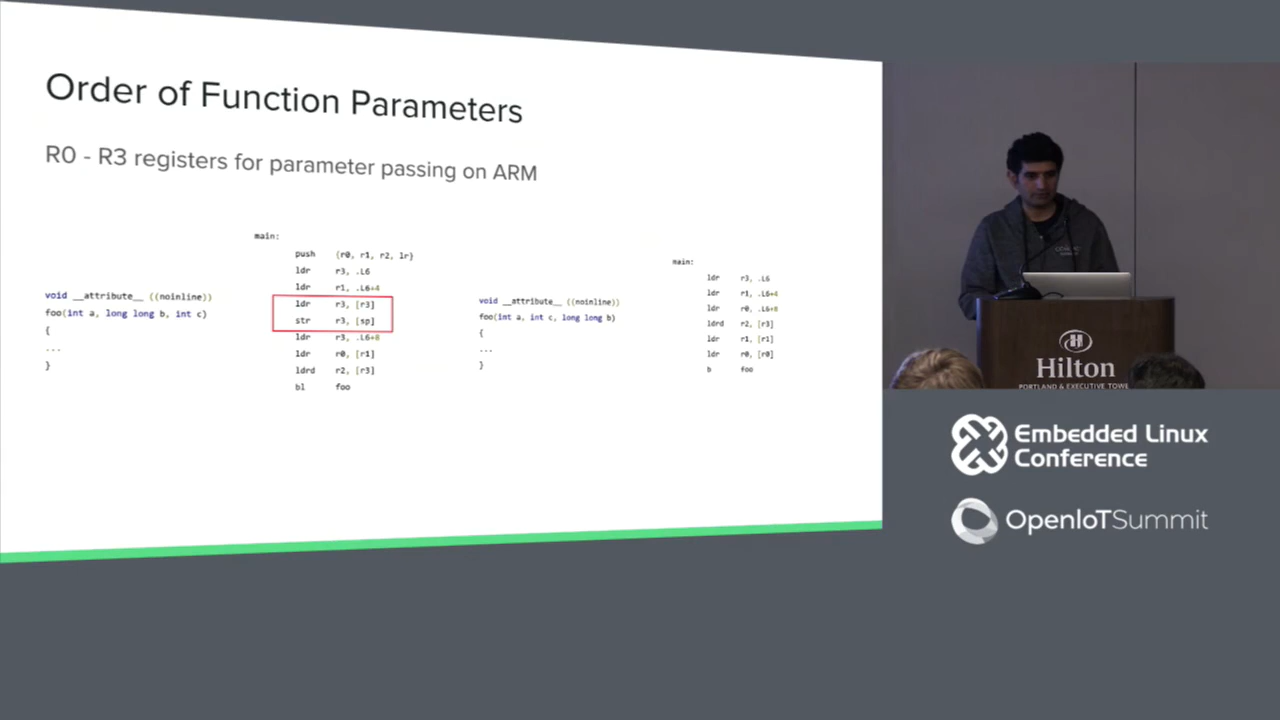 Order of Function Parameters
R0 - R3 registers for parameter passing on ARM
void __attribute__ ((noinline))
foo(int a, long long b, int c)
{
...
}
main:
push {r0, r1, r2, lr}
ldr r3, .L6
ldr r1, .L6+4
ldr r3, [r3]
str r3, [sp]
ldr r3, .L6+8
ldr r0, [r1]
ldrd r2, [r3]
bl foo
void __attribute__ ((noinline))
foo(int a, int c, long long b)
{
...
}
main:
ldr r3, .L6
ldr r1, .L6+4
ldr r0, .L6+8
ldrd r2, [r3]
ldr r1, [r1]
ldr r0, [r0]
b foo
Hilton
PORTLAND & EXECUTIVE TOWE
Embedded Linux
Conference
OpenIoTSummit